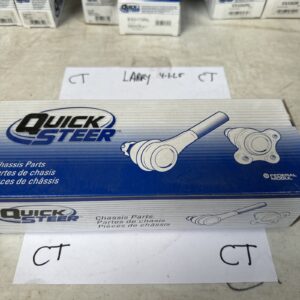 CT LARRY CT
QUICK
STEER
Chassis Parts
Partes de chasis
Pièces de châssis
FEDERAL
MOGUL
QUICK
STEER
Chassis Parts
Partes de chasis
Pièces de châssis
CT CT